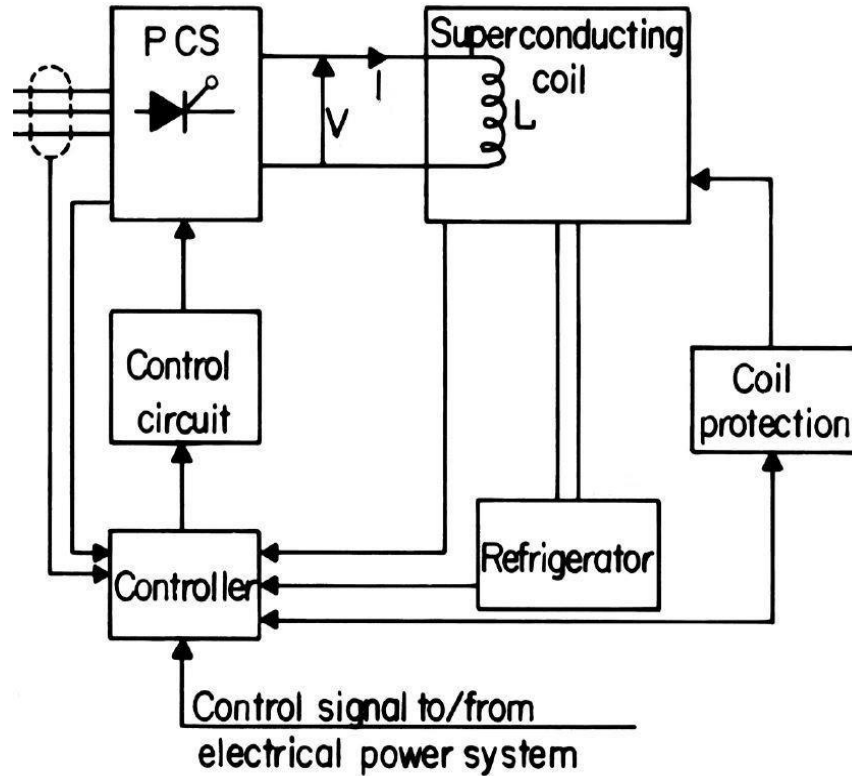 PCS
Superconducting
coil
I
V
L
Control
circuit
Coil
protection
Controller
Refrigerator
Control signal to/from
electrical power system